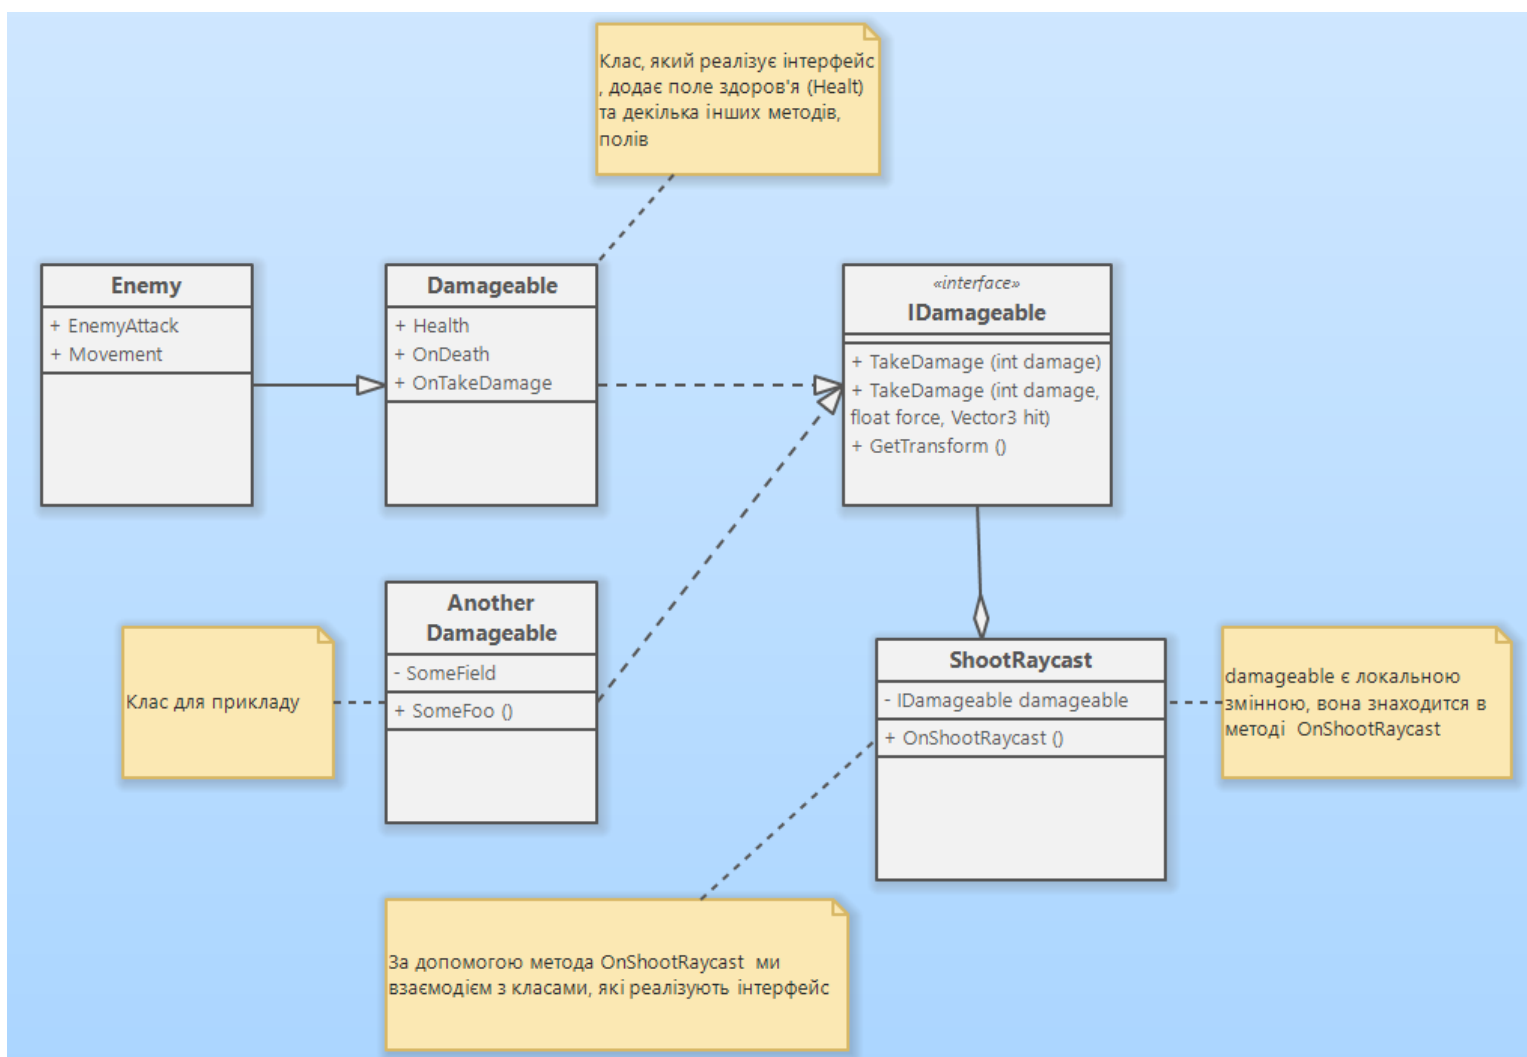 Клас, який реалізує інтерфейс
, додає поле здоров'я (Healt)
та декілька інших методів,
полів
Enemy
+ EnemyAttack
+ Movement
Damageable
+ Health
+ OnDeath
+ OnTakeDamage
«interface»
IDamageable
+ TakeDamage (int damage)
+ TakeDamage (int damage,
float force, Vector3 hit)
+ GetTransform ()
Another
Damageable
- SomeField
+ SomeFoo ()
Клас для прикладу
ShootRaycast
- IDamageable damageable
+ OnShootRaycast ()
damageable є локальною
змінною, вона знаходится в
методі  OnShootRaycast
За допомогою метода OnShootRaycast  ми
взаємодієм з класами, які реалізують інтерфейс